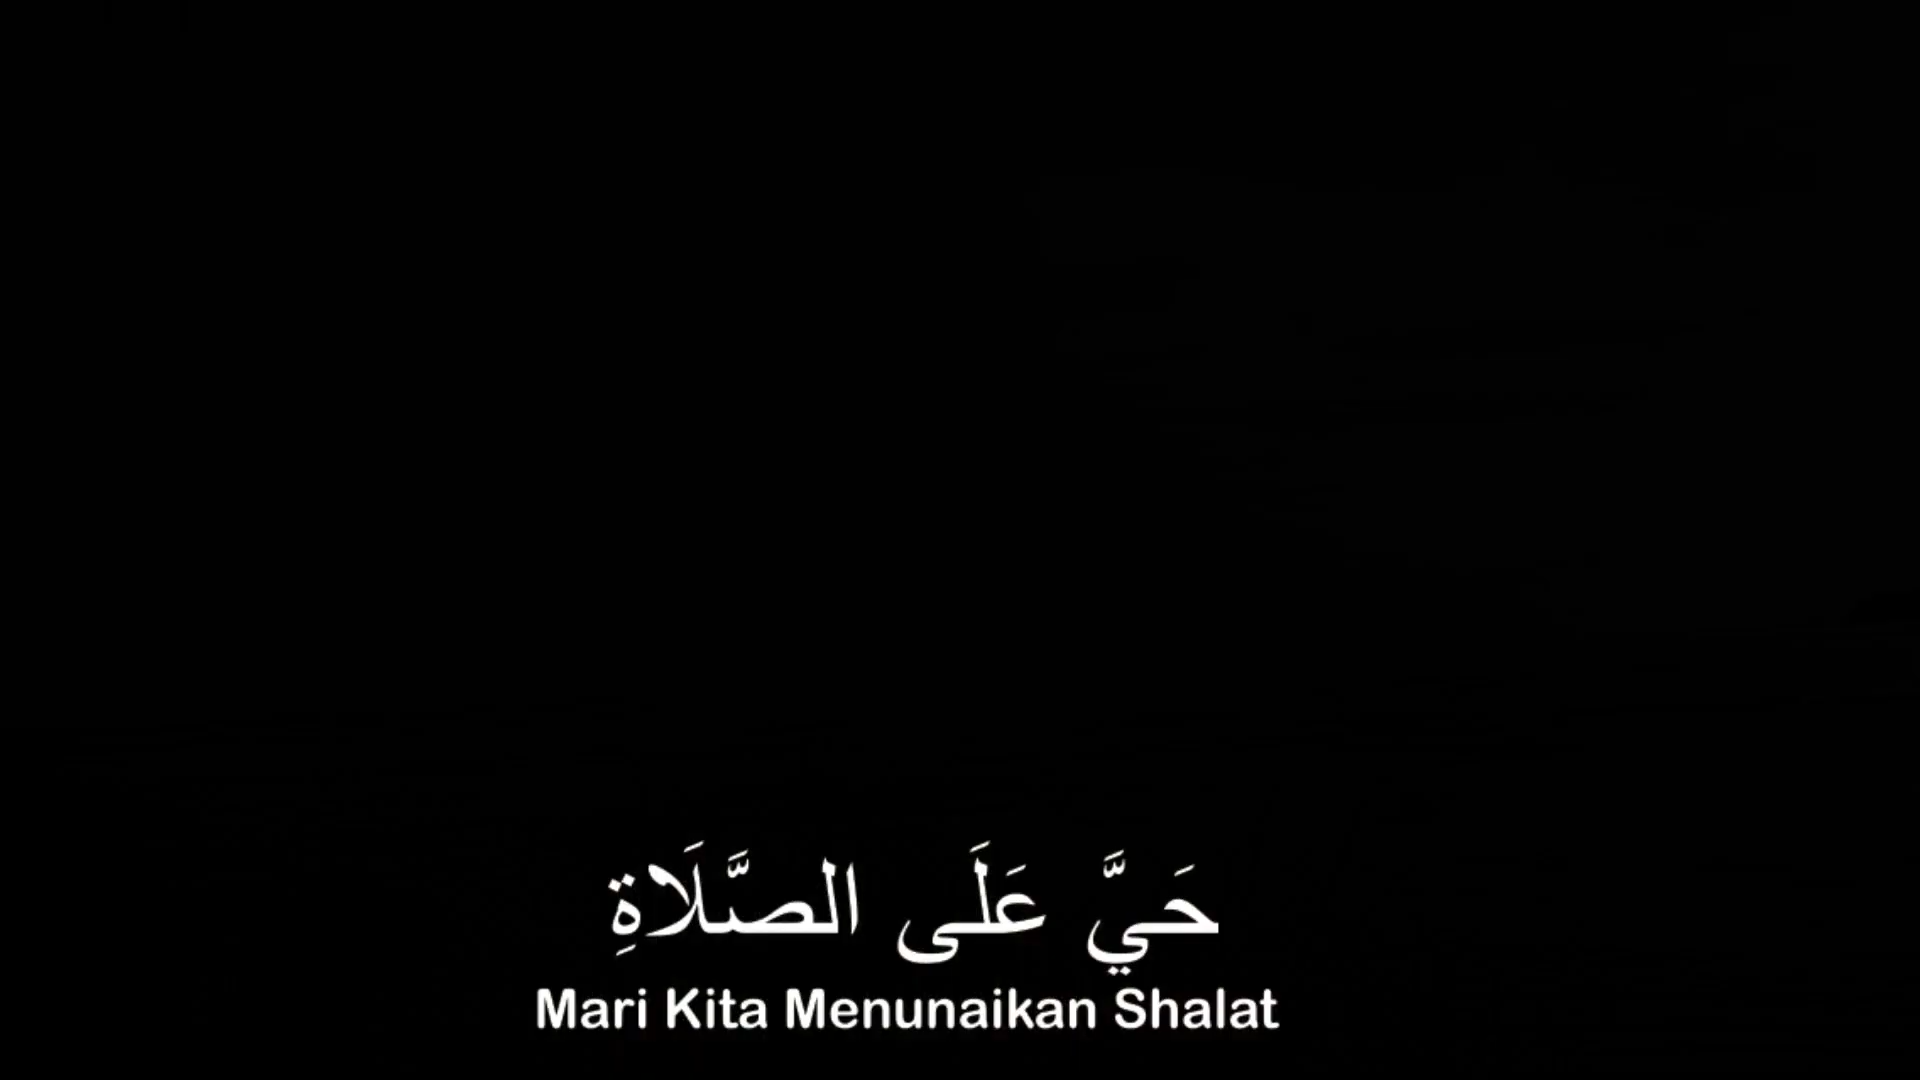 حَيَّ عَلَى الصَّلَاةِ
Mari Kita Menunaikan Shalat